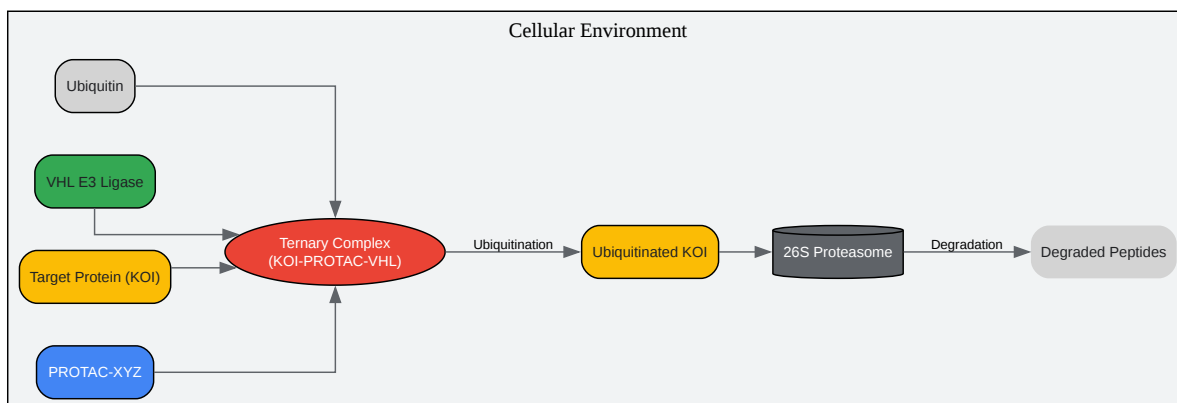 Cellular Environment
Ubiquitin
VHL E3 Ligase
Target Protein (KOI)
PROTAC-XYZ
Ternary Complex
(KOI-PROTAC-VHL)
Ubiquitination
Ubiquitinated KOI
26S Proteasome
Degradation
Degraded Peptides